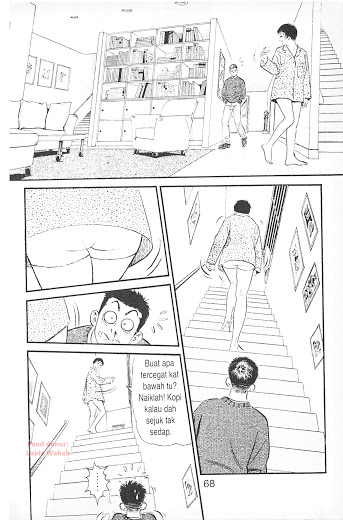 Buat apa
tercegat kat
bawah tu?
Naiklah! Kopi
kalau dah
sejuk tak
sedap.
68